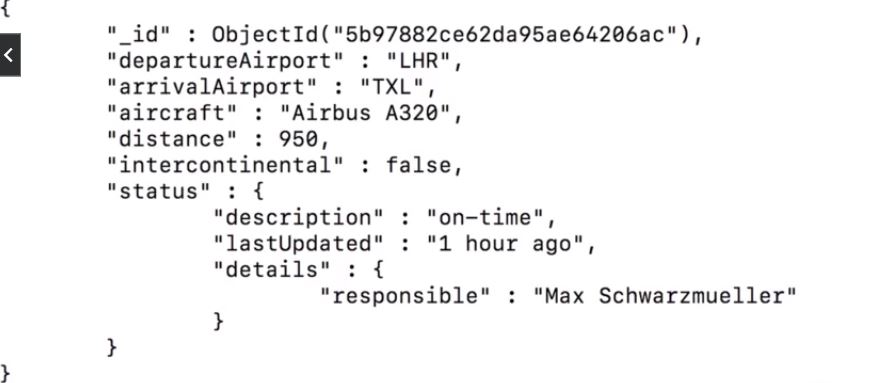 {
"_id" : ObjectId("5b97882ce62da95ae64206ac"),
"departureAirport" : "LHR",
"arrivalAirport" : "TXL",
"aircraft" : "Airbus A320",
"distance" : 950,
"intercontinental" : false,
"status" : {
"description" : "on-time",
"lastUpdated" : "1 hour ago",
"details" : {
"responsible" : "Max Schwarzmueller"
}
}
}